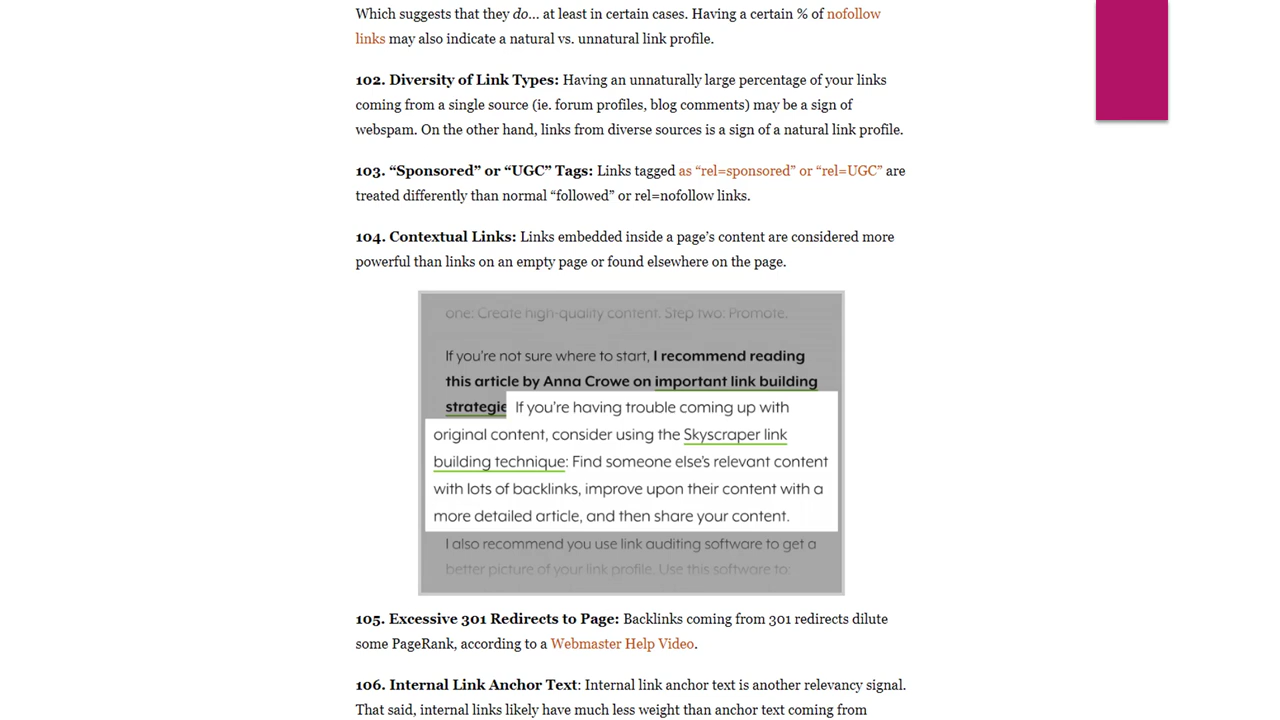 Which suggests that they do… at least in certain cases. Having a certain % of nofollow
links may also indicate a natural vs. unnatural link profile.
102. Diversity of Link Types: Having an unnaturally large percentage of your links
coming from a single source (ie. forum profiles, blog comments) may be a sign of
webspam. On the other hand, links from diverse sources is a sign of a natural link profile.
103. “Sponsored” or “UGC” Tags: Links tagged as “rel=sponsored” or “rel=UGC” are
treated differently than normal “followed” or rel=nofollow links.
104. Contextual Links: Links embedded inside a page’s content are considered more
powerful than links on an empty page or found elsewhere on the page.
one: Create high-quality content. Step two: Promote.
If you're not sure where to start, I recommend reading
this article by Anna Crowe on important link building
strategie If you're having trouble coming up with
original content, consider using the Skyscraper link
building technique: Find someone else's relevant content
with lots of backlinks, improve upon their content with a
more detailed article, and then share your content.
I also recommend you use link auditing software to get a
better picture of your link profile. Use this software to:
105. Excessive 301 Redirects to Page: Backlinks coming from 301 redirects dilute
some PageRank, according to a Webmaster Help Video.
106. Internal Link Anchor Text: Internal link anchor text is another relevancy signal.
That said, internal links likely have much less weight than anchor text coming from